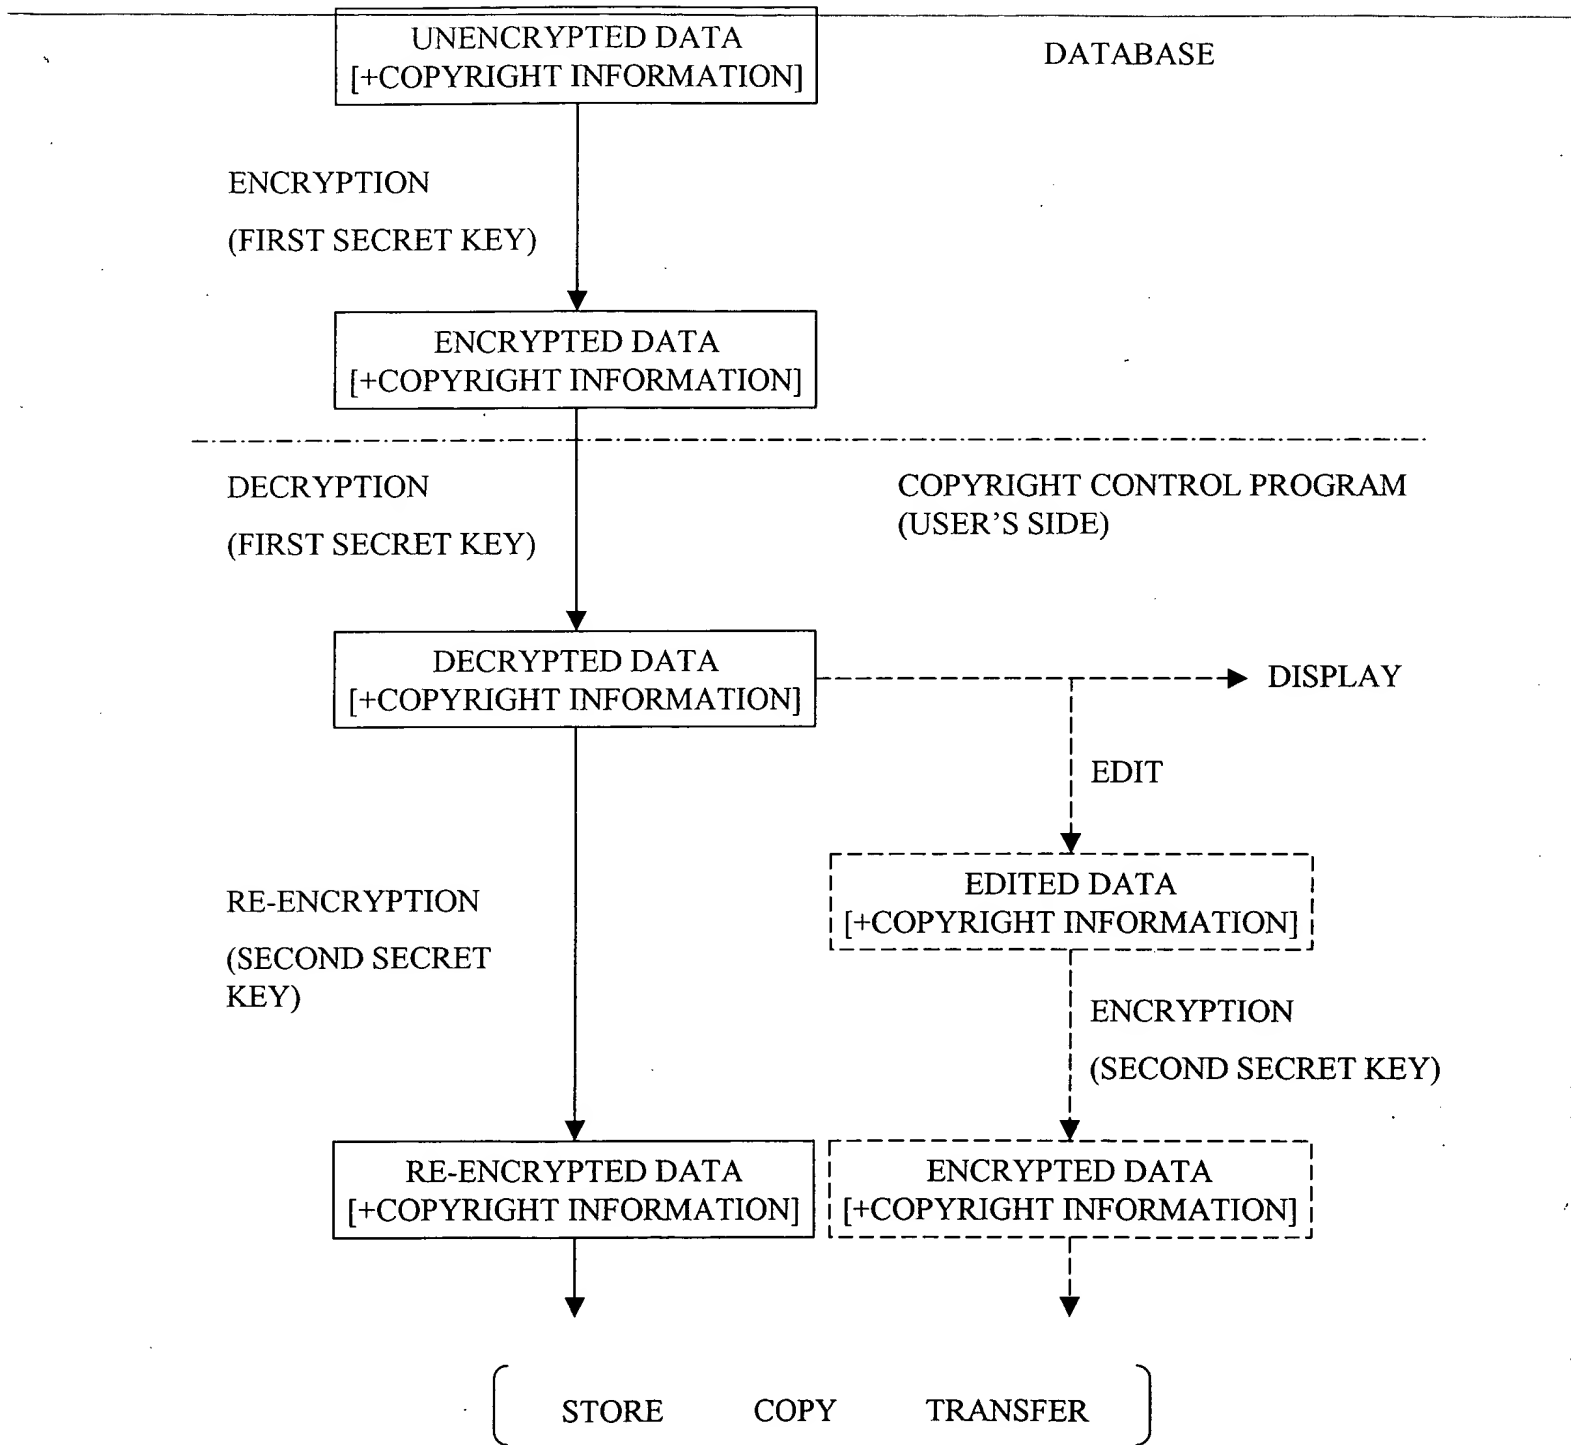 UNENCRYPTED DATA
[+COPYRIGHT INFORMATION]
DATABASE
ENCRYPTION
(FIRST SECRET KEY)
ENCRYPTED DATA
[+COPYRIGHT INFORMATION]
DECRYPTION
(FIRST SECRET KEY)
COPYRIGHT CONTROL PROGRAM
(USER'S SIDE)
DECRYPTED DATA
[+COPYRIGHT INFORMATION]
DISPLAY
EDIT
EDITED DATA
[+COPYRIGHT INFORMATION]
RE-ENCRYPTION
(SECOND SECRET
KEY)
ENCRYPTION
(SECOND SECRET KEY)
RE-ENCRYPTED DATA
[+COPYRIGHT INFORMATION]
ENCRYPTED DATA
[+COPYRIGHT INFORMATION]
STORE COPY TRANSFER